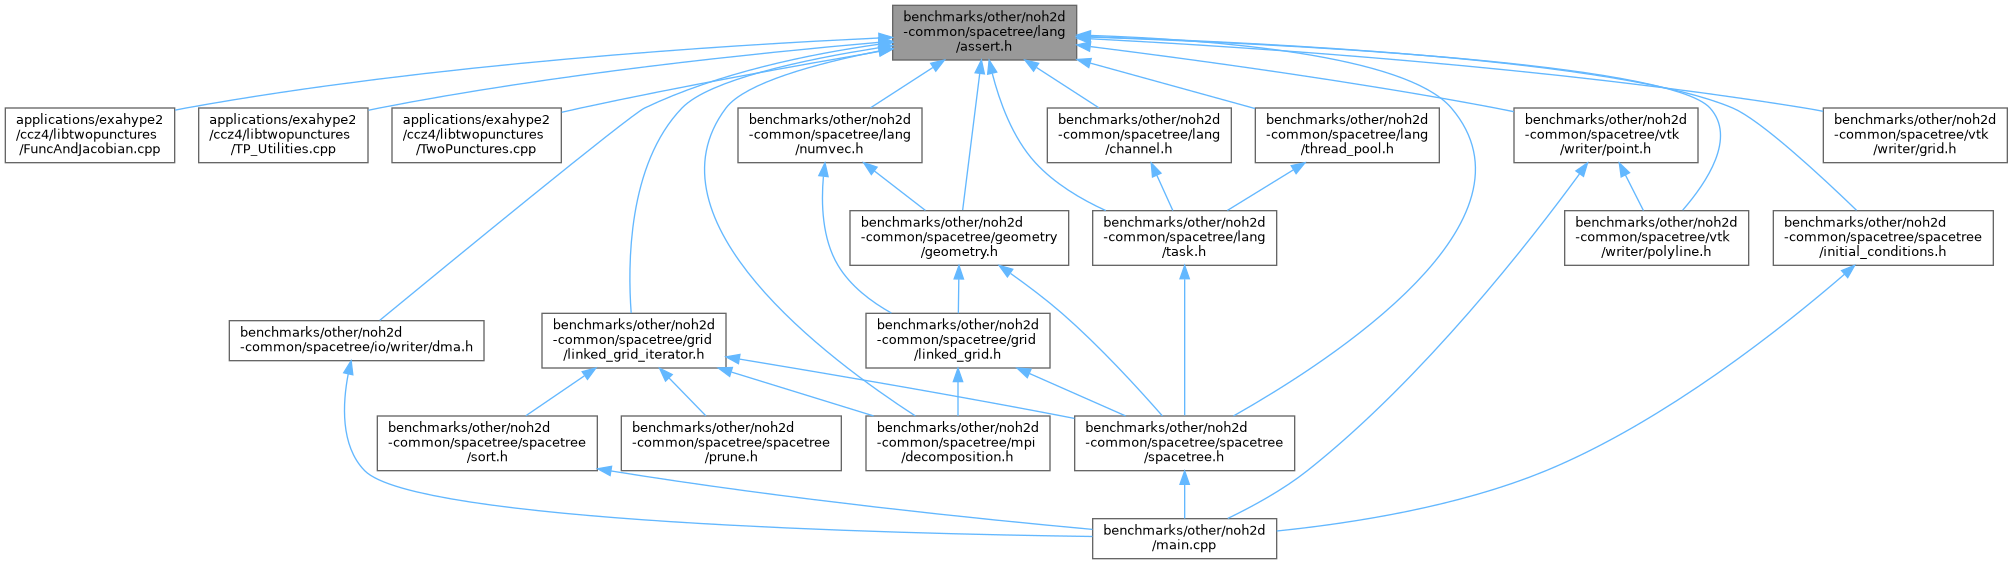 benchmarks/other/noh2d
-common/spacetree/lang
/assert.h
applications/exahype2
/ccz4/libtwopunctures
/FuncAndJacobian.cpp
applications/exahype2
/ccz4/libtwopunctures
/TP_Utilities.cpp
applications/exahype2
/ccz4/libtwopunctures
/TwoPunctures.cpp
benchmarks/other/noh2d
-common/spacetree/lang
/numvec.h
benchmarks/other/noh2d
-common/spacetree/lang
/channel.h
benchmarks/other/noh2d
-common/spacetree/lang
/thread_pool.h
benchmarks/other/noh2d
-common/spacetree/vtk
/writer/point.h
benchmarks/other/noh2d
-common/spacetree/vtk
/writer/grid.h
benchmarks/other/noh2d
-common/spacetree/geometry
/geometry.h
benchmarks/other/noh2d
-common/spacetree/lang
/task.h
benchmarks/other/noh2d
-common/spacetree/vtk
/writer/polyline.h
benchmarks/other/noh2d
-common/spacetree/spacetree
/initial_conditions.h
benchmarks/other/noh2d
-common/spacetree/io/writer/dma.h
benchmarks/other/noh2d
-common/spacetree/grid
/linked_grid_iterator.h
benchmarks/other/noh2d
-common/spacetree/grid
/linked_grid.h
benchmarks/other/noh2d
-common/spacetree/spacetree
/sort.h
benchmarks/other/noh2d
-common/spacetree/spacetree
/prune.h
benchmarks/other/noh2d
-common/spacetree/mpi
/decomposition.h
benchmarks/other/noh2d
-common/spacetree/spacetree
/spacetree.h
benchmarks/other/noh2d
/main.cpp